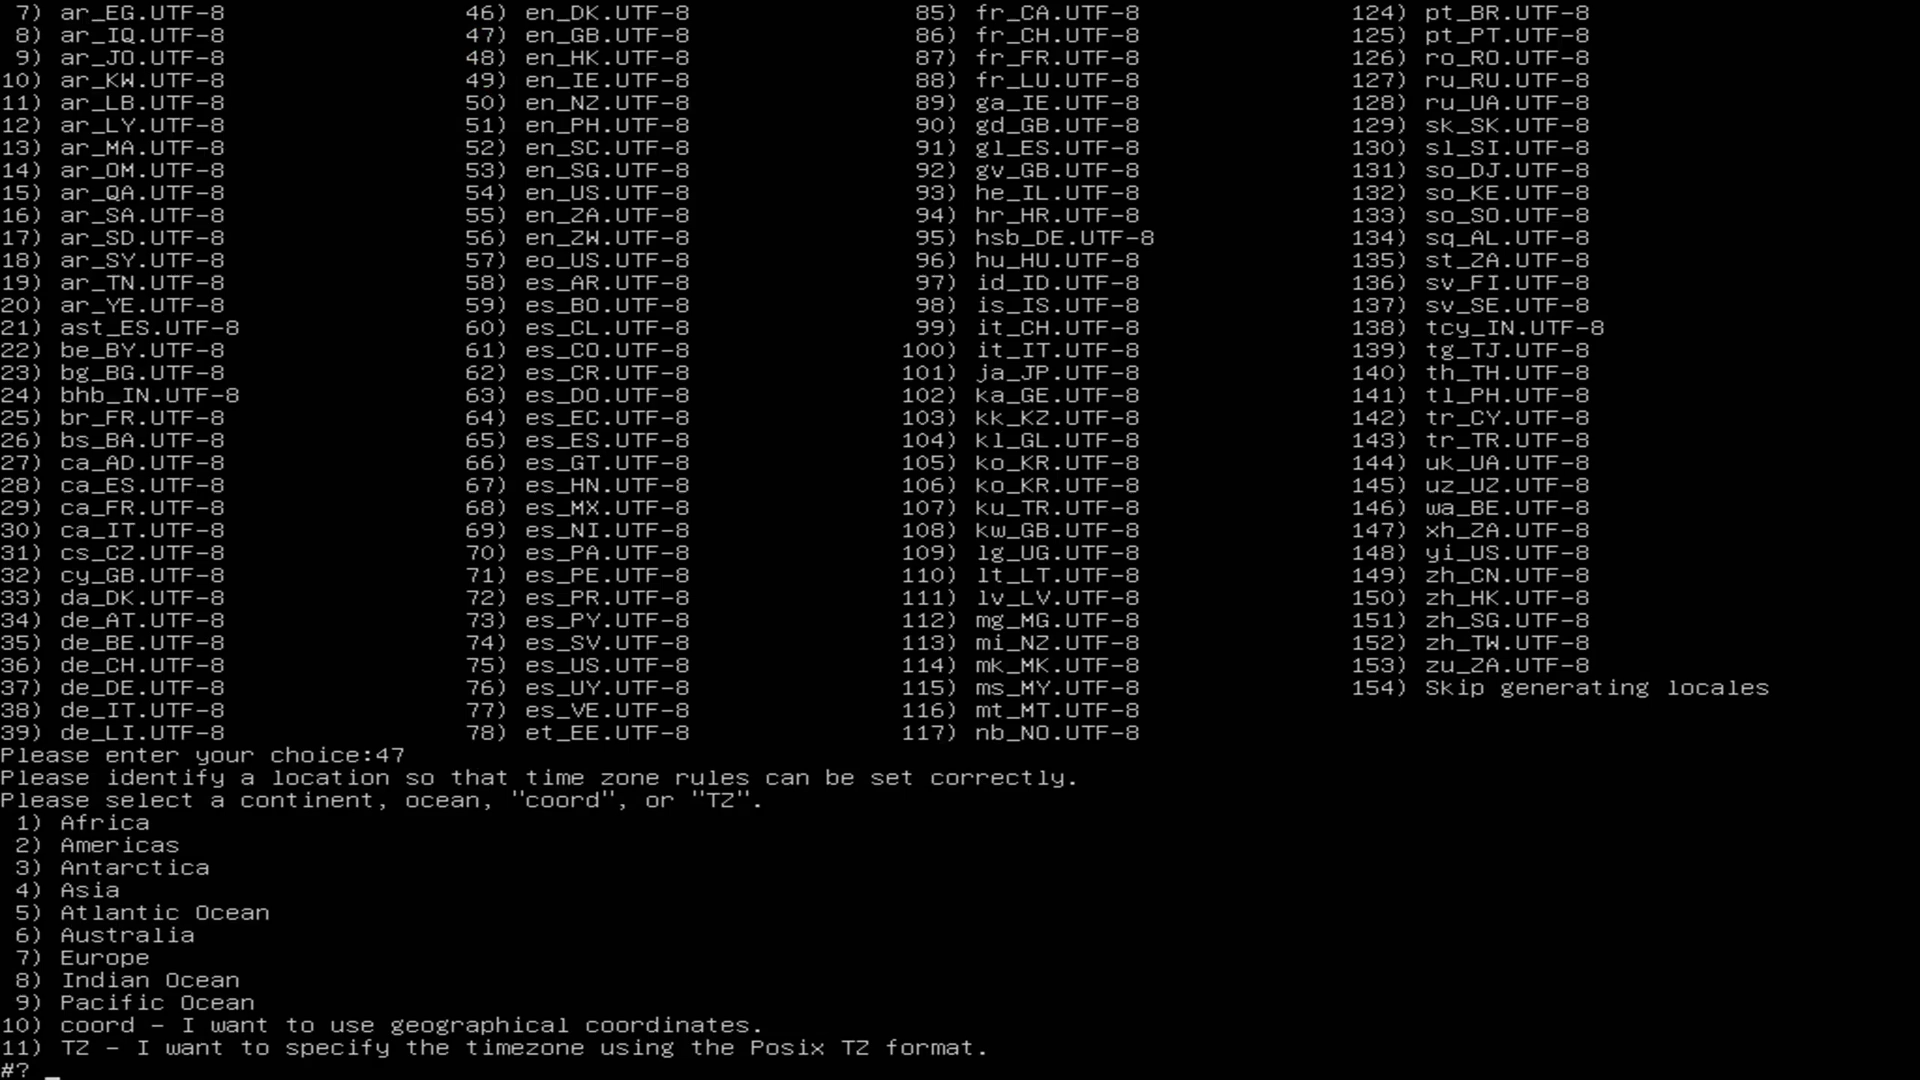 7) ar_EG.UTF-8                46) en_DK.UTF-8               85) fr_CA.UTF-8              124) pt_BR.UTF-8
 8) ar_IQ.UTF-8                47) en_GB.UTF-8               86) fr_CH.UTF-8              125) pt_PT.UTF-8
 9) ar_JO.UTF-8                48) en_HK.UTF-8               87) fr_FR.UTF-8              126) ro_RO.UTF-8
10) ar_KW.UTF-8                49) en_IE.UTF-8               88) fr_LU.UTF-8              127) ru_RU.UTF-8
11) ar_LB.UTF-8                50) en_NZ.UTF-8               89) ga_IE.UTF-8              128) ru_UA.UTF-8
12) ar_LY.UTF-8                51) en_PH.UTF-8               90) gd_GB.UTF-8              129) sk_SK.UTF-8
13) ar_MA.UTF-8                52) en_SC.UTF-8               91) gl_ES.UTF-8              130) sl_SI.UTF-8
14) ar_OM.UTF-8                53) en_SG.UTF-8               92) gv_GB.UTF-8              131) so_DJ.UTF-8
15) ar_QA.UTF-8                54) en_US.UTF-8               93) he_IL.UTF-8              132) so_KE.UTF-8
16) ar_SA.UTF-8                55) en_ZA.UTF-8               94) hr_HR.UTF-8              133) so_SO.UTF-8
17) ar_SD.UTF-8                56) en_ZW.UTF-8               95) hsb_DE.UTF-8             134) sq_AL.UTF-8
18) ar_SY.UTF-8                57) eo_US.UTF-8               96) hu_HU.UTF-8              135) st_ZA.UTF-8
19) ar_TN.UTF-8                58) es_AR.UTF-8               97) id_ID.UTF-8              136) sv_FI.UTF-8
20) ar_YE.UTF-8                59) es_BO.UTF-8               98) is_IS.UTF-8              137) sv_SE.UTF-8
21) ast_ES.UTF-8               60) es_CL.UTF-8               99) it_CH.UTF-8              138) tcy_IN.UTF-8
22) be_BY.UTF-8                61) es_CO.UTF-8              100) it_IT.UTF-8              139) tg_TJ.UTF-8
23) bg_BG.UTF-8                62) es_CR.UTF-8              101) ja_JP.UTF-8              140) th_TH.UTF-8
24) bhb_IN.UTF-8               63) es_DO.UTF-8              102) ka_GE.UTF-8              141) tl_PH.UTF-8
25) br_FR.UTF-8                64) es_EC.UTF-8              103) kk_KZ.UTF-8              142) tr_CY.UTF-8
26) bs_BA.UTF-8                65) es_ES.UTF-8              104) kl_GL.UTF-8              143) tr_TR.UTF-8
27) ca_AD.UTF-8                66) es_GT.UTF-8              105) ko_KR.UTF-8              144) uk_UA.UTF-8
28) ca_ES.UTF-8                67) es_HN.UTF-8              106) ko_KR.UTF-8              145) uz_UZ.UTF-8
29) ca_FR.UTF-8                68) es_MX.UTF-8              107) ku_TR.UTF-8              146) wa_BE.UTF-8
30) ca_IT.UTF-8                69) es_NI.UTF-8              108) kw_GB.UTF-8              147) xh_ZA.UTF-8
31) cs_CZ.UTF-8                70) es_PA.UTF-8              109) lg_UG.UTF-8              148) yi_US.UTF-8
32) cy_GB.UTF-8                71) es_PE.UTF-8              110) lt_LT.UTF-8              149) zh_CN.UTF-8
33) da_DK.UTF-8                72) es_PR.UTF-8              111) lv_LV.UTF-8              150) zh_HK.UTF-8
34) de_AT.UTF-8                73) es_PY.UTF-8              112) mg_MG.UTF-8              151) zh_SG.UTF-8
35) de_BE.UTF-8                74) es_SV.UTF-8              113) mi_NZ.UTF-8              152) zh_TW.UTF-8
36) de_CH.UTF-8                75) es_US.UTF-8              114) mk_MK.UTF-8              153) zu_ZA.UTF-8
37) de_DE.UTF-8                76) es_UY.UTF-8              115) ms_MY.UTF-8              154) Skip generating locales
38) de_IT.UTF-8                77) es_VE.UTF-8              116) mt_MT.UTF-8
39) de_LI.UTF-8                78) et_EE.UTF-8              117) nb_NO.UTF-8
Please enter your choice:47
Please identify a location so that time zone rules can be set correctly.
Please select a continent, ocean, "coord", or "TZ".
 1) Africa
 2) Americas
 3) Antarctica
 4) Asia
 5) Atlantic Ocean
 6) Australia
 7) Europe
 8) Indian Ocean
 9) Pacific Ocean
10) coord - I want to use geographical coordinates.
11) TZ - I want to specify the timezone using the Posix TZ format.
#? _